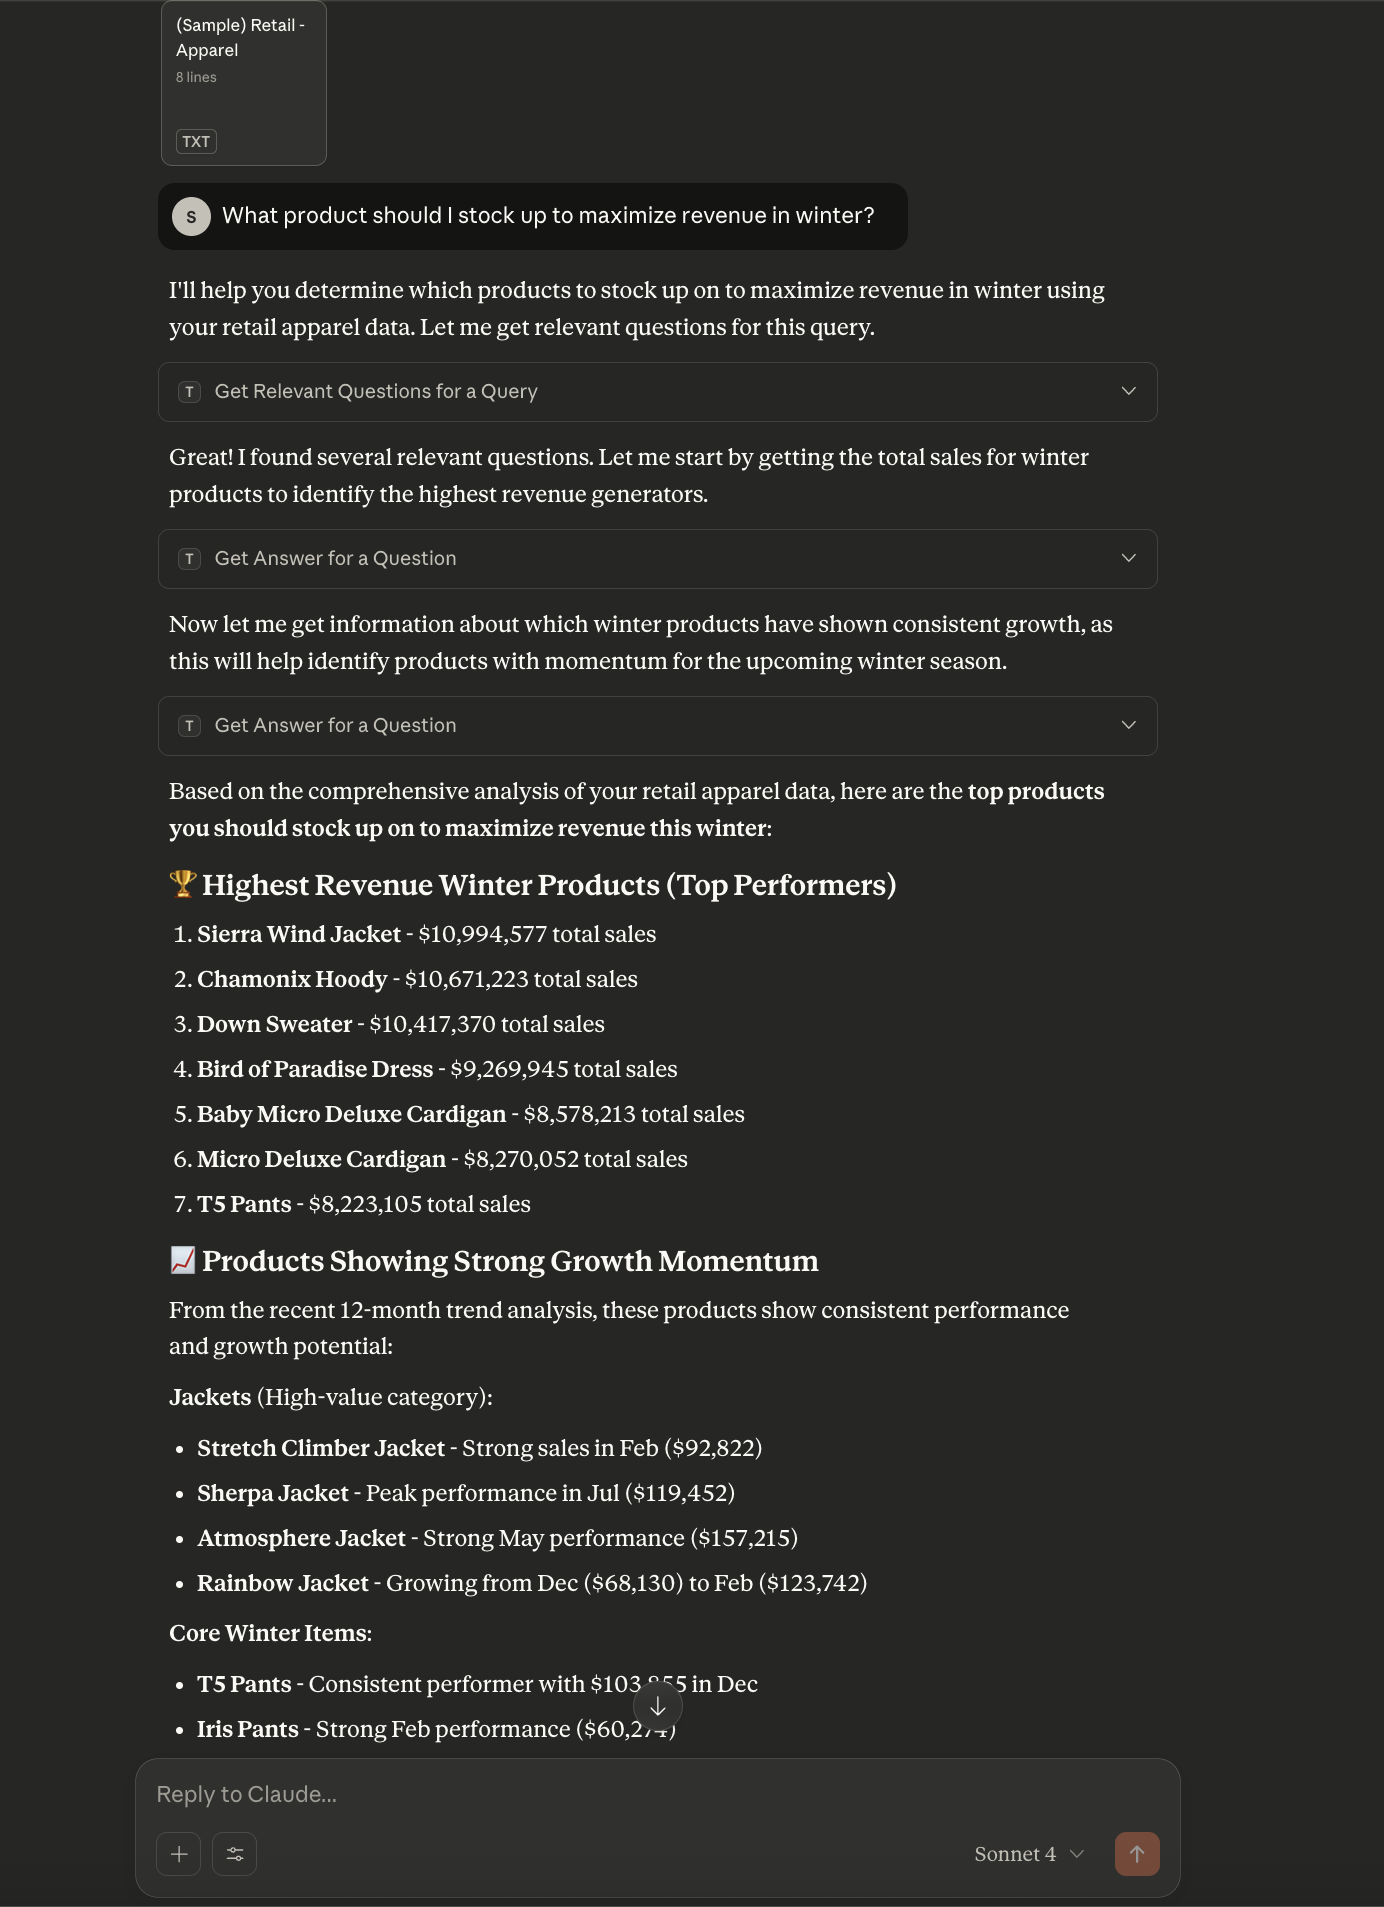 (Sample) Retail -
Apparel
8 lines
TXT
S What product should I stock up to maximize revenue in winter?
I'll help you determine which products to stock up on to maximize revenue in winter using
your retail apparel data. Let me get relevant questions for this query.
T Get Relevant Questions for a Query
Great! I found several relevant questions. Let me start by getting the total sales for winter
products to identify the highest revenue generators.
T Get Answer for a Question
Now let me get information about which winter products have shown consistent growth, as
this will help identify products with momentum for the upcoming winter season.
T Get Answer for a Question
Based on the comprehensive analysis of your retail apparel data, here are the top products
you should stock up on to maximize revenue this winter:
🏆 Highest Revenue Winter Products (Top Performers)
1. Sierra Wind Jacket - $10,994,577 total sales
2. Chamonix Hoody - $10,671,223 total sales
3. Down Sweater - $10,417,370 total sales
4. Bird of Paradise Dress - $9,269,945 total sales
5. Baby Micro Deluxe Cardigan - $8,578,213 total sales
6. Micro Deluxe Cardigan - $8,270,052 total sales
7. T5 Pants - $8,223,105 total sales
📈 Products Showing Strong Growth Momentum
From the recent 12-month trend analysis, these products show consistent performance
and growth potential:
Jackets (High-value category):
• Stretch Climber Jacket - Strong sales in Feb ($92,822)
• Sherpa Jacket - Peak performance in Jul ($119,452)
• Atmosphere Jacket - Strong May performance ($157,215)
• Rainbow Jacket - Growing from Dec ($68,130) to Feb ($123,742)
Core Winter Items:
• T5 Pants - Consistent performer with in Dec
• Iris Pants - Strong Feb performance
Reply to Claude...
Sonnet 4